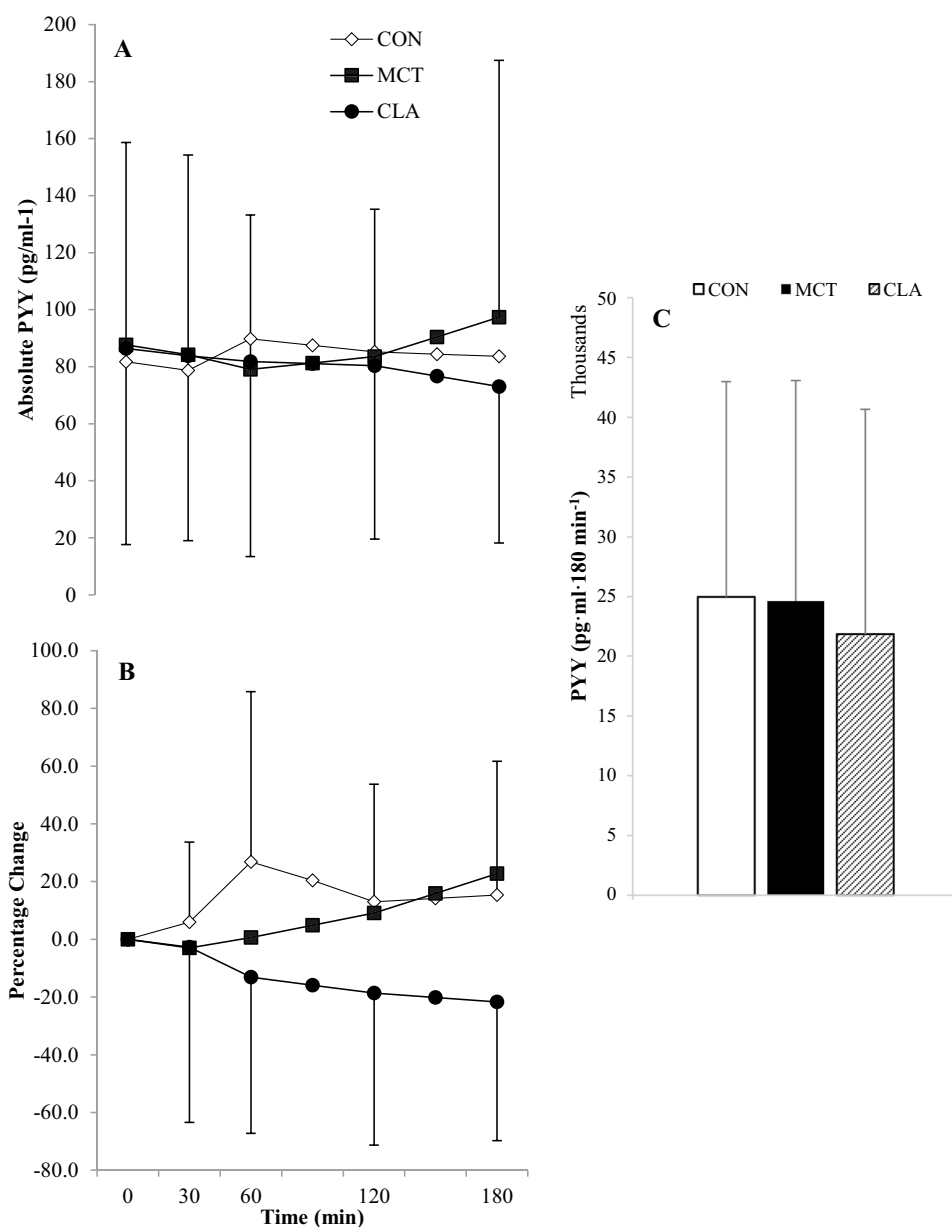 A
CON
MCT
CLA
Absolute PYY (pg/ml-1)
200
180
160
140
120
100
80
60
40
20
0
B
Percentage Change
100.0
80.0
60.0
40.0
20.0
0.0
-20.0
-40.0
-60.0
-80.0
0 30 60 120 180
Time (min)
CON MCT CLA
C
Thousands
PYY (pg·ml·180 min⁻¹)
50
45
40
35
30
25
20
15
10
5
0